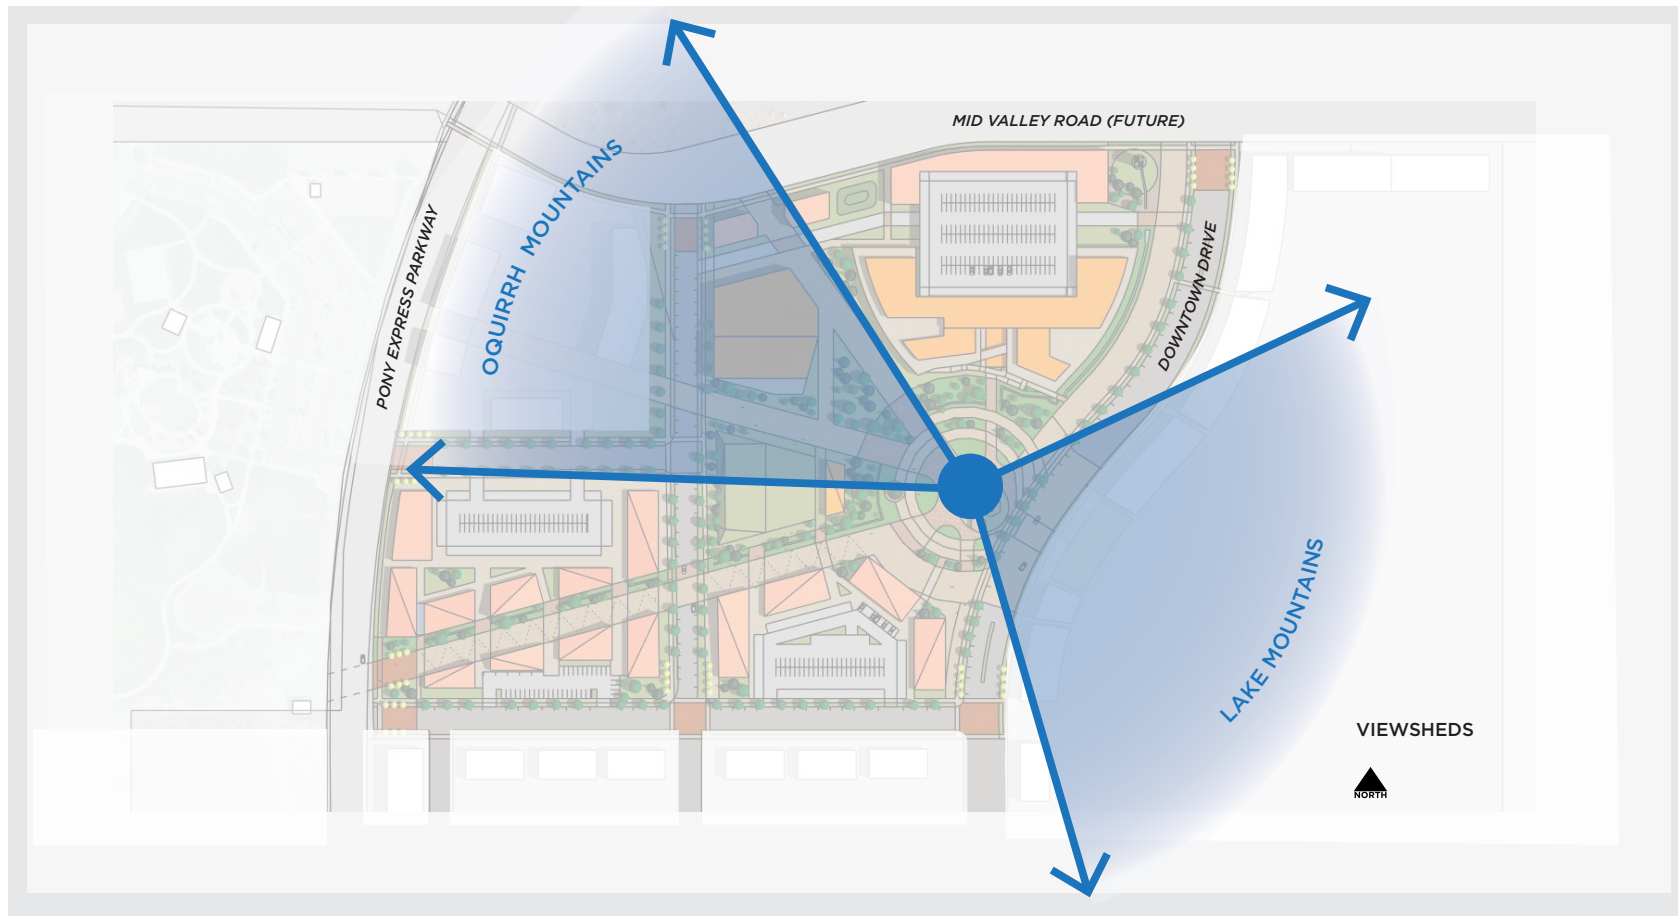 MID VALLEY ROAD (FUTURE)
OQUIRRH MOUNTAINS
PONY EXPRESS PARKWAY
DOWNTOWN DRIVE
LAKE MOUNTAINS
VIEWSHEDS
NORTH